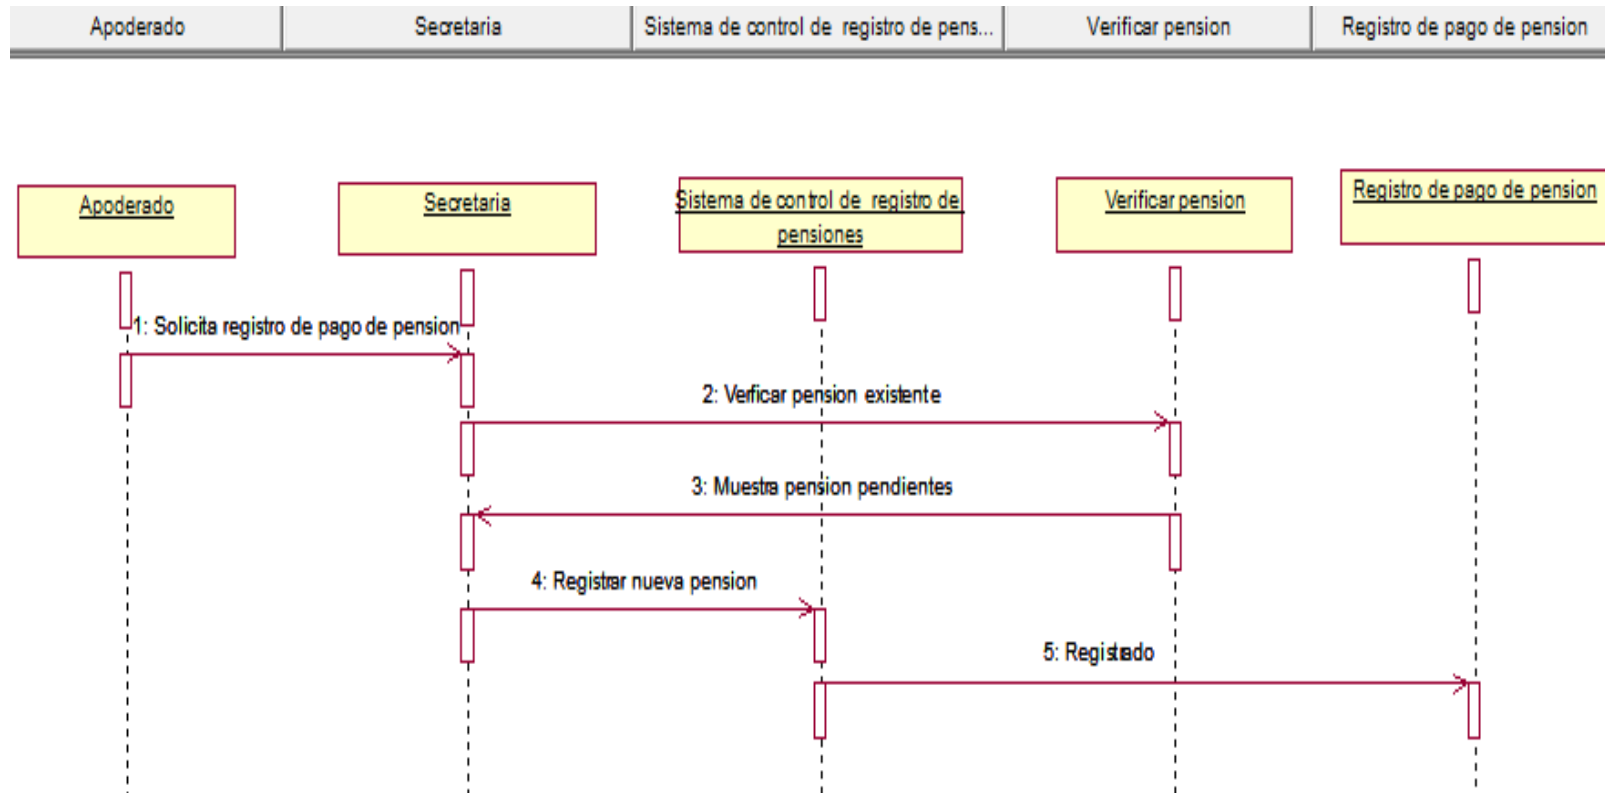 Apoderado
Secretaria
Sistema de control de registro de pens...
Verificar pension
Registro de pago de pension
Apoderado
Secretaria
Sistema de control de registro de
pensiones
Verificar pension
Registro de pago de pension
1: Solicita registro de pago de pension
2: Verficar pension existente
3: Muestra pension pendientes
4: Registrar nueva pension
5: Registrado